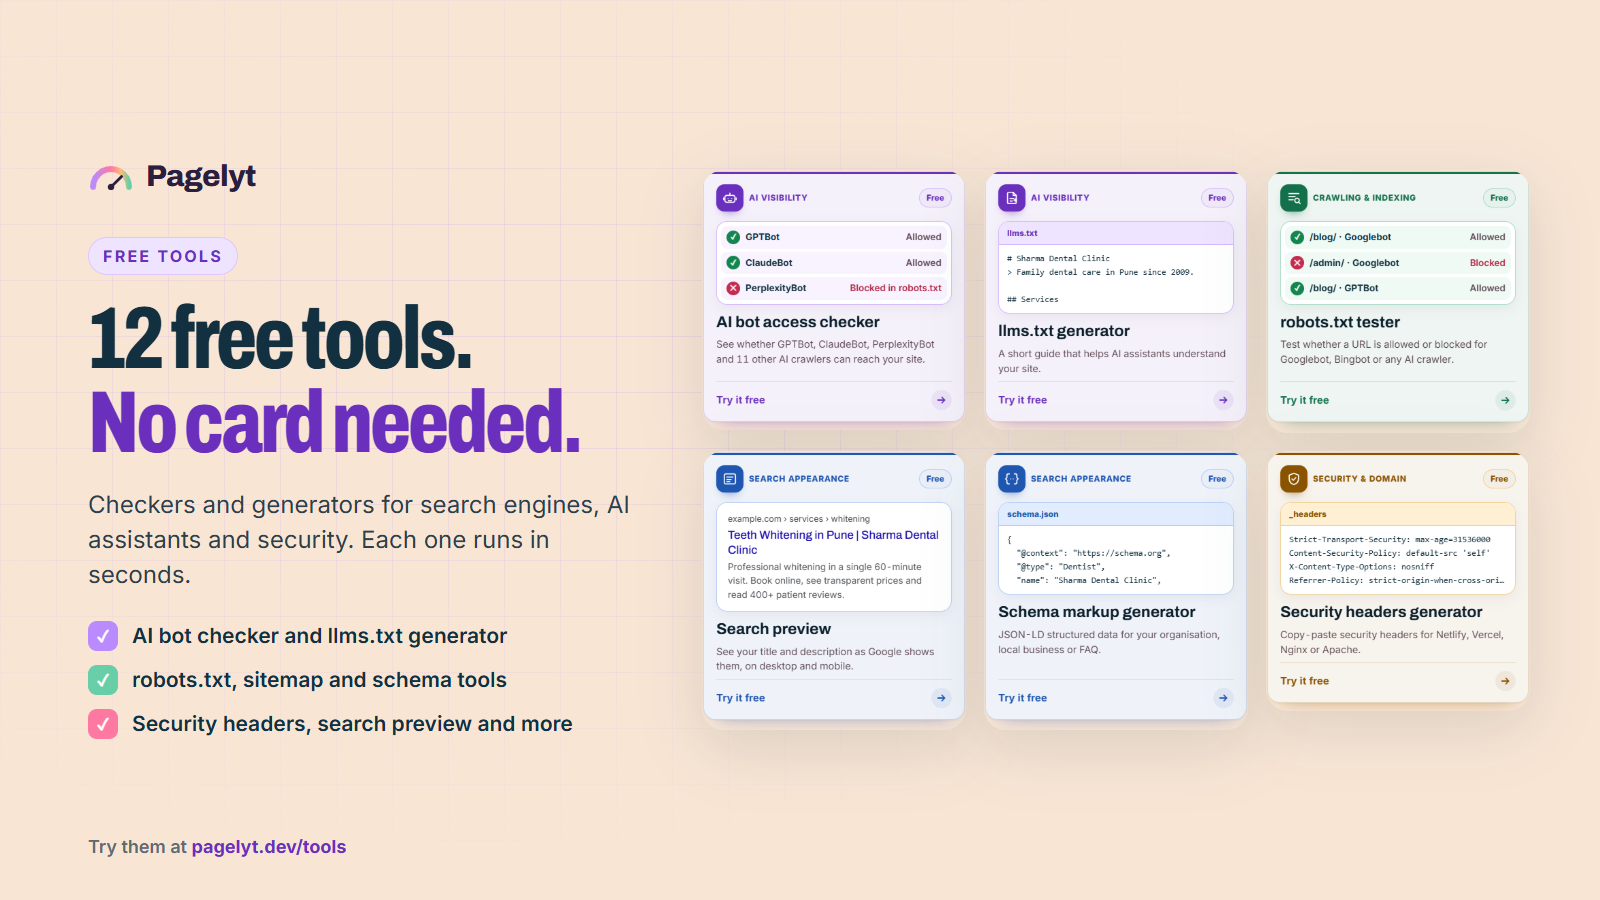 Pagelyt
FREE TOOLS
12 free tools.
No card needed.
Checkers and generators for search engines, AI
assistants and security. Each one runs in
seconds.
AI bot checker and llms.txt generator
robots.txt, sitemap and schema tools
Security headers, search preview and more
Try them at pagelyt.dev/tools
AI VISIBILITY Free
GPTBot Allowed
ClaudeBot Allowed
PerplexityBot Blocked in robots.txt
AI bot access checker
See whether GPTBot, ClaudeBot, PerplexityBot
and 11 other AI crawlers can reach your site.
Try it free
AI VISIBILITY Free
llms.txt
# Sharma Dental Clinic
> Family dental care in Pune since 2009.
## Services
llms.txt generator
A short guide that helps AI assistants understand
your site.
Try it free
CRAWLING & INDEXING Free
/blog/ · Googlebot Allowed
/admin/ · Googlebot Blocked
/blog/ · GPTBot Allowed
robots.txt tester
Test whether a URL is allowed or blocked for
Googlebot, Bingbot or any AI crawler.
Try it free
SEARCH APPEARANCE Free
example.com › services › whitening
Teeth Whitening in Pune | Sharma Dental
Clinic
Professional whitening in a single 60-minute
visit. Book online, see transparent prices and
read 400+ patient reviews.
Search preview
See your title and description as Google shows
them, on desktop and mobile.
Try it free
SEARCH APPEARANCE Free
schema.json
{
"@context": "https://schema.org",
"@type": "Dentist",
"name": "Sharma Dental Clinic",
Schema markup generator
JSON-LD structured data for your organisation,
local business or FAQ.
Try it free
SECURITY & DOMAIN Free
_headers
Strict-Transport-Security: max-age=31536000
Content-Security-Policy: default-src 'self'
X-Content-Type-Options: nosniff
Referrer-Policy: strict-origin-when-cross-ori…
Security headers generator
Copy-paste security headers for Netlify, Vercel,
Nginx or Apache.
Try it free